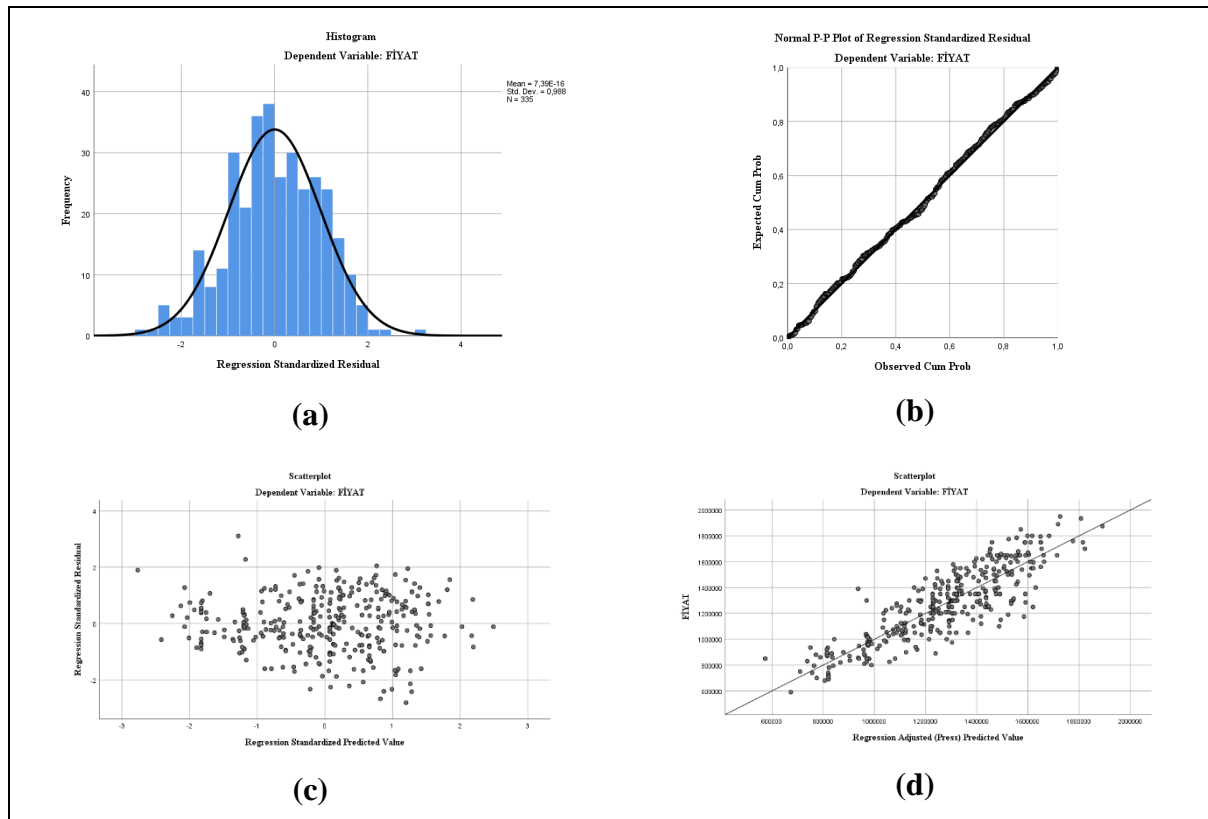 Histogram
Dependent Variable: FİYAT
Mean = 7,39E-16
Std. Dev. = 0,988
N = 335
Frequency
40
30
20
10
0
-2
0
2
4
Regression Standardized Residual
(a)
Normal P-P Plot of Regression Standardized Residual
Dependent Variable: FİYAT
Expected Cum Prob
1,0
0,8
0,6
0,4
0,2
0,0
0,0
0,2
0,4
0,6
0,8
1,0
Observed Cum Prob
(b)
Scatterplot
Dependent Variable: FİYAT
Regression Standardized Residual
4
2
0
-2
-3
-2
-1
0
1
2
3
Regression Standardized Predicted Value
(c)
Scatterplot
Dependent Variable: FİYAT
FİYAT
2000000
1800000
1600000
1400000
1200000
1000000
800000
600000
600000
800000
1000000
1200000
1400000
1600000
1800000
2000000
Regression Adjusted (Press) Predicted Value
(d)